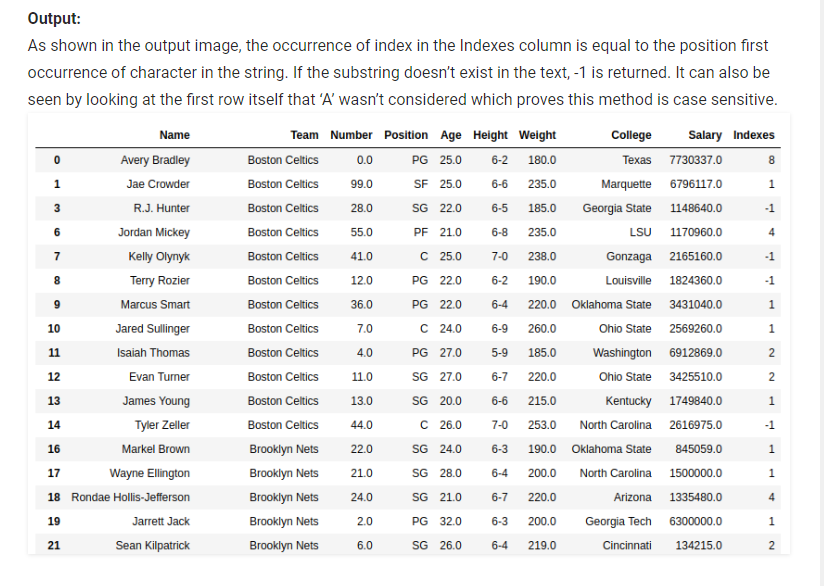 Output:
As shown in the output image, the occurrence of index in the Indexes column is equal to the position first
occurrence of character in the string. If the substring doesn’t exist in the text, -1 is returned. It can also be
seen by looking at the first row itself that ‘A’ wasn’t considered which proves this method is case sensitive.
Name Team Number Position Age Height Weight College Salary Indexes
0 Avery Bradley Boston Celtics 0.0 PG 25.0 6-2 180.0 Texas 7730337.0 8
1 Jae Crowder Boston Celtics 99.0 SF 25.0 6-6 235.0 Marquette 6796117.0 1
3 R.J. Hunter Boston Celtics 28.0 SG 22.0 6-5 185.0 Georgia State 1148640.0 -1
6 Jordan Mickey Boston Celtics 55.0 PF 21.0 6-8 235.0 LSU 1170960.0 4
7 Kelly Olynyk Boston Celtics 41.0 C 25.0 7-0 238.0 Gonzaga 2165160.0 -1
8 Terry Rozier Boston Celtics 12.0 PG 22.0 6-2 190.0 Louisville 1824360.0 -1
9 Marcus Smart Boston Celtics 36.0 PG 22.0 6-4 220.0 Oklahoma State 3431040.0 1
10 Jared Sullinger Boston Celtics 7.0 C 24.0 6-9 260.0 Ohio State 2569260.0 1
11 Isaiah Thomas Boston Celtics 4.0 PG 27.0 5-9 185.0 Washington 6912869.0 2
12 Evan Turner Boston Celtics 11.0 SG 27.0 6-7 220.0 Ohio State 3425510.0 2
13 James Young Boston Celtics 13.0 SG 20.0 6-6 215.0 Kentucky 1749840.0 1
14 Tyler Zeller Boston Celtics 44.0 C 26.0 7-0 253.0 North Carolina 2616975.0 -1
16 Markel Brown Brooklyn Nets 22.0 SG 24.0 6-3 190.0 Oklahoma State 845059.0 1
17 Wayne Ellington Brooklyn Nets 21.0 SG 28.0 6-4 200.0 North Carolina 1500000.0 1
18 Rondae Hollis-Jefferson Brooklyn Nets 24.0 SG 21.0 6-7 220.0 Arizona 1335480.0 4
19 Jarrett Jack Brooklyn Nets 2.0 PG 32.0 6-3 200.0 Georgia Tech 6300000.0 1
21 Sean Kilpatrick Brooklyn Nets 6.0 SG 26.0 6-4 219.0 Cincinnati 134215.0 2